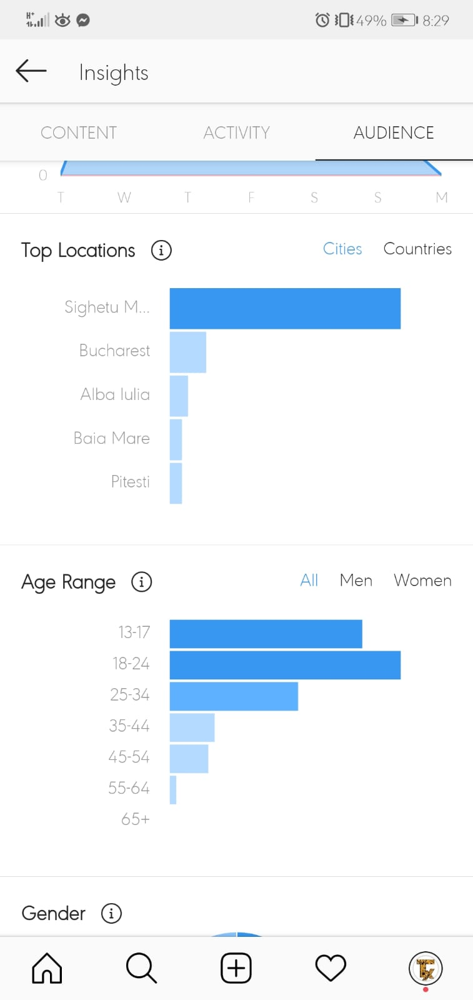 H+ 49% 8:29
Insights
CONTENT ACTIVITY AUDIENCE
0
T W T F S S M
Top Locations i Cities Countries
Sighetu M...
Bucharest
Alba Iulia
Baia Mare
Pitesti
Age Range i All Men Women
13-17
18-24
25-34
35-44
45-54
55-64
65+
Gender i